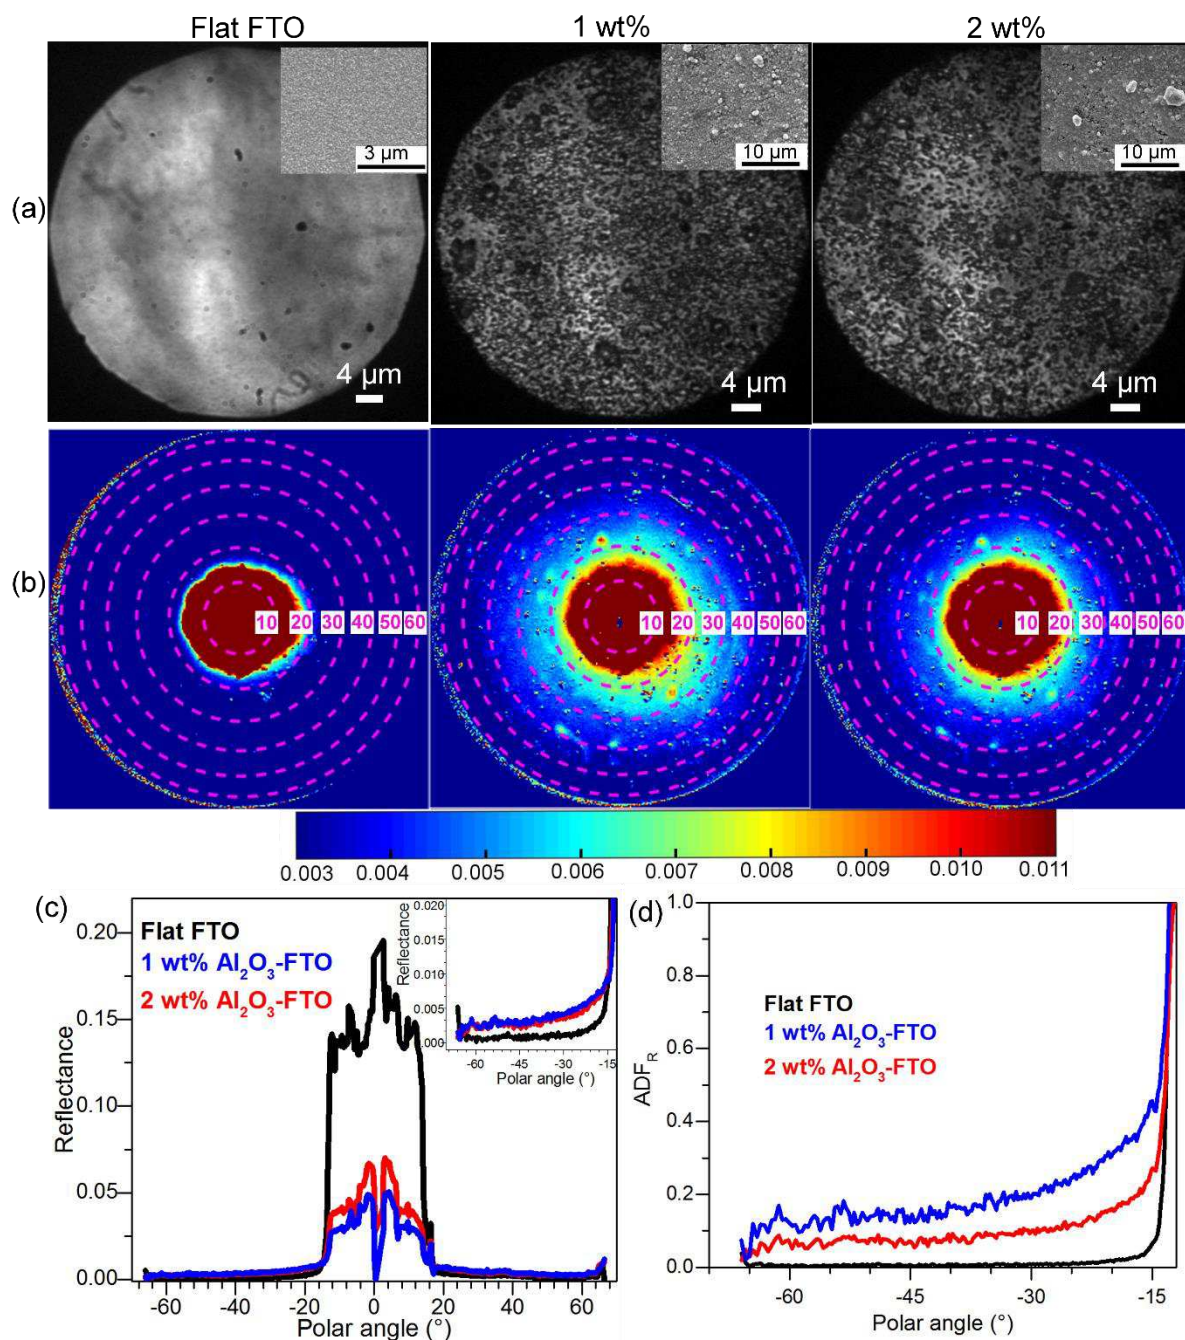 Flat FTO 1 wt% 2 wt%
(a)
3 µm 10 µm 10 µm
4 µm 4 µm 4 µm
(b)
10 20 30 40 50 60 10 20 30 40 50 60 10 20 30 40 50 60
0.003 0.004 0.005 0.006 0.007 0.008 0.009 0.010 0.011
(c)
Flat FTO
1 wt% Al₂O₃-FTO
2 wt% Al₂O₃-FTO
Reflectance
0.20
0.15
0.10
0.05
0.00
-60 -40 -20 0 20 40 60
Polar angle (°)
Reflectance
0.020
0.015
0.010
0.005
0.000
-60 -45 -30 -15
Polar angle (°)
(d)
Flat FTO
1 wt% Al₂O₃-FTO
2 wt% Al₂O₃-FTO
ADF_R
1.0
0.8
0.6
0.4
0.2
0.0
-60 -45 -30 -15
Polar angle (°)